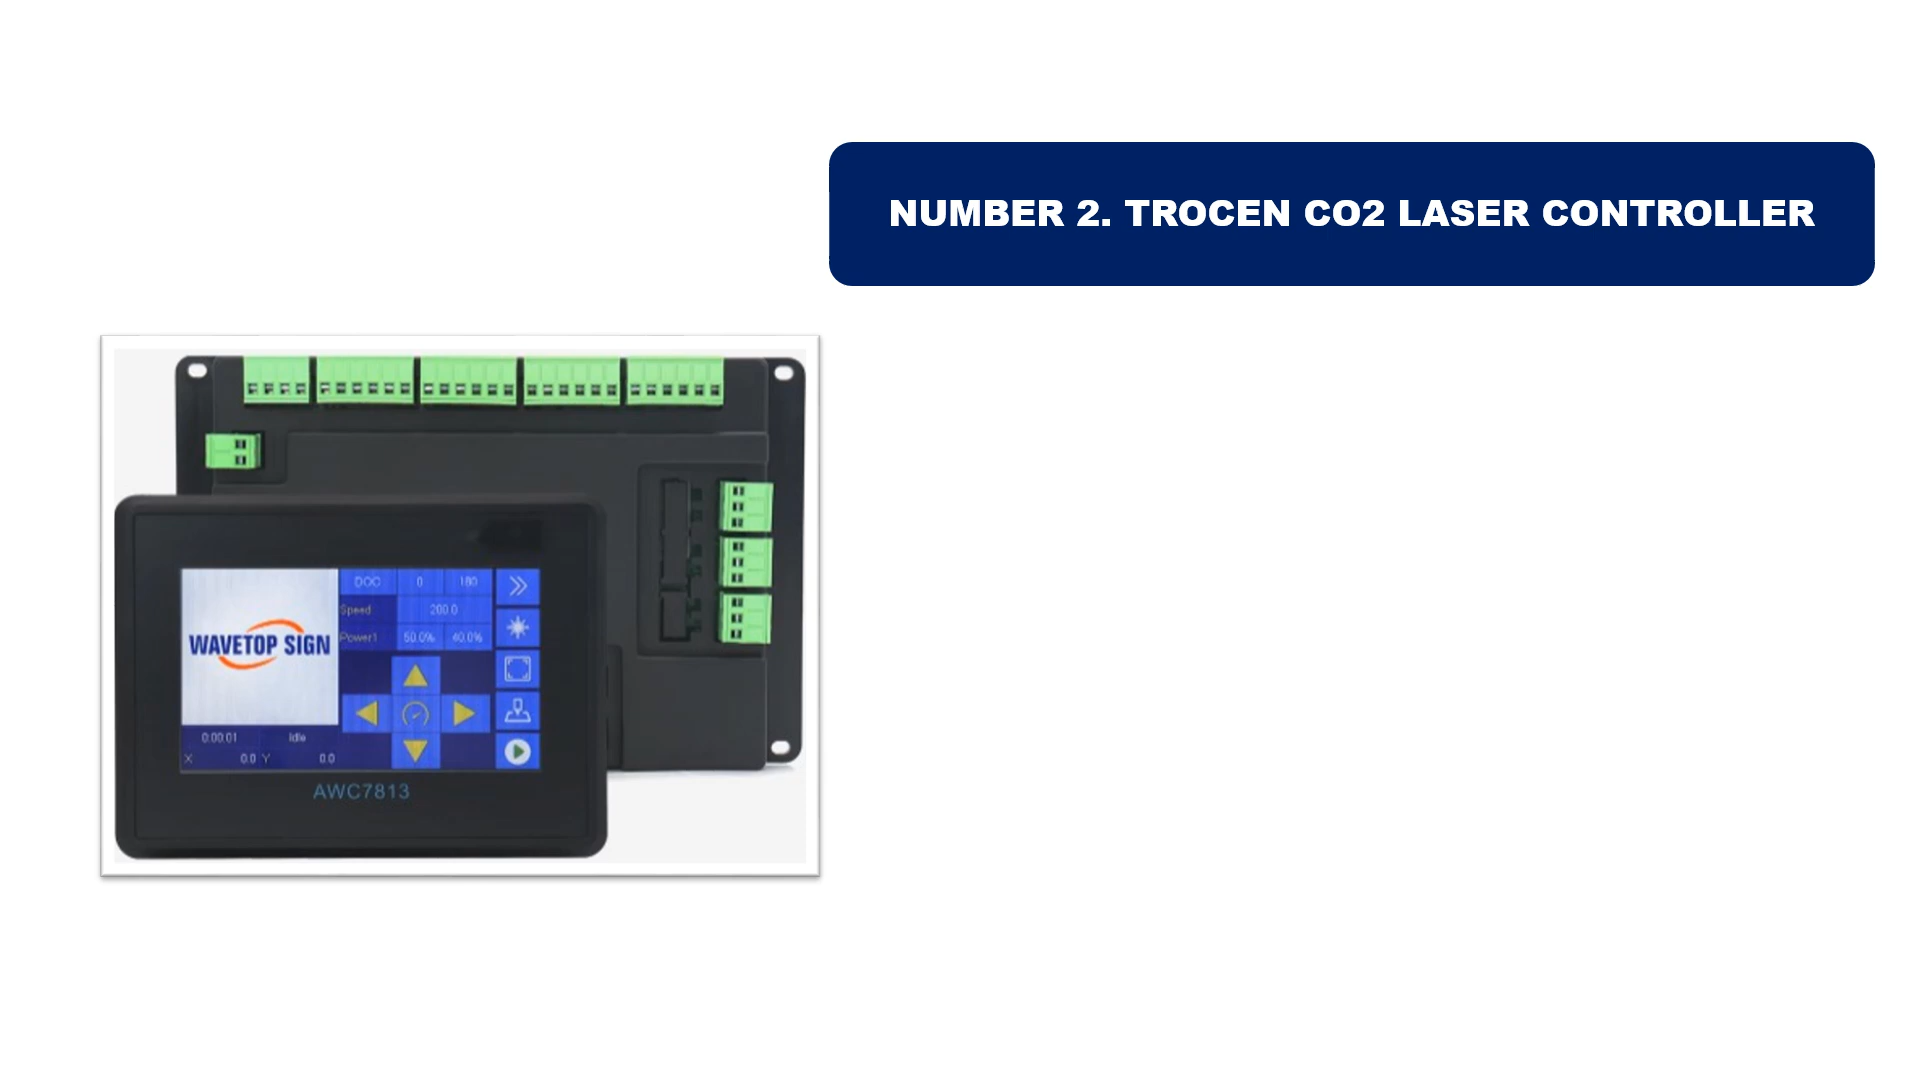 NUMBER 2. TROCEN CO2 LASER CONTROLLER
DOC 0 180
Speed 200.0
WAVETOP SIGN
Power1 50.0% 40.0%
0:00:01 Idle
X 0.0 Y 0.0
AWC7813